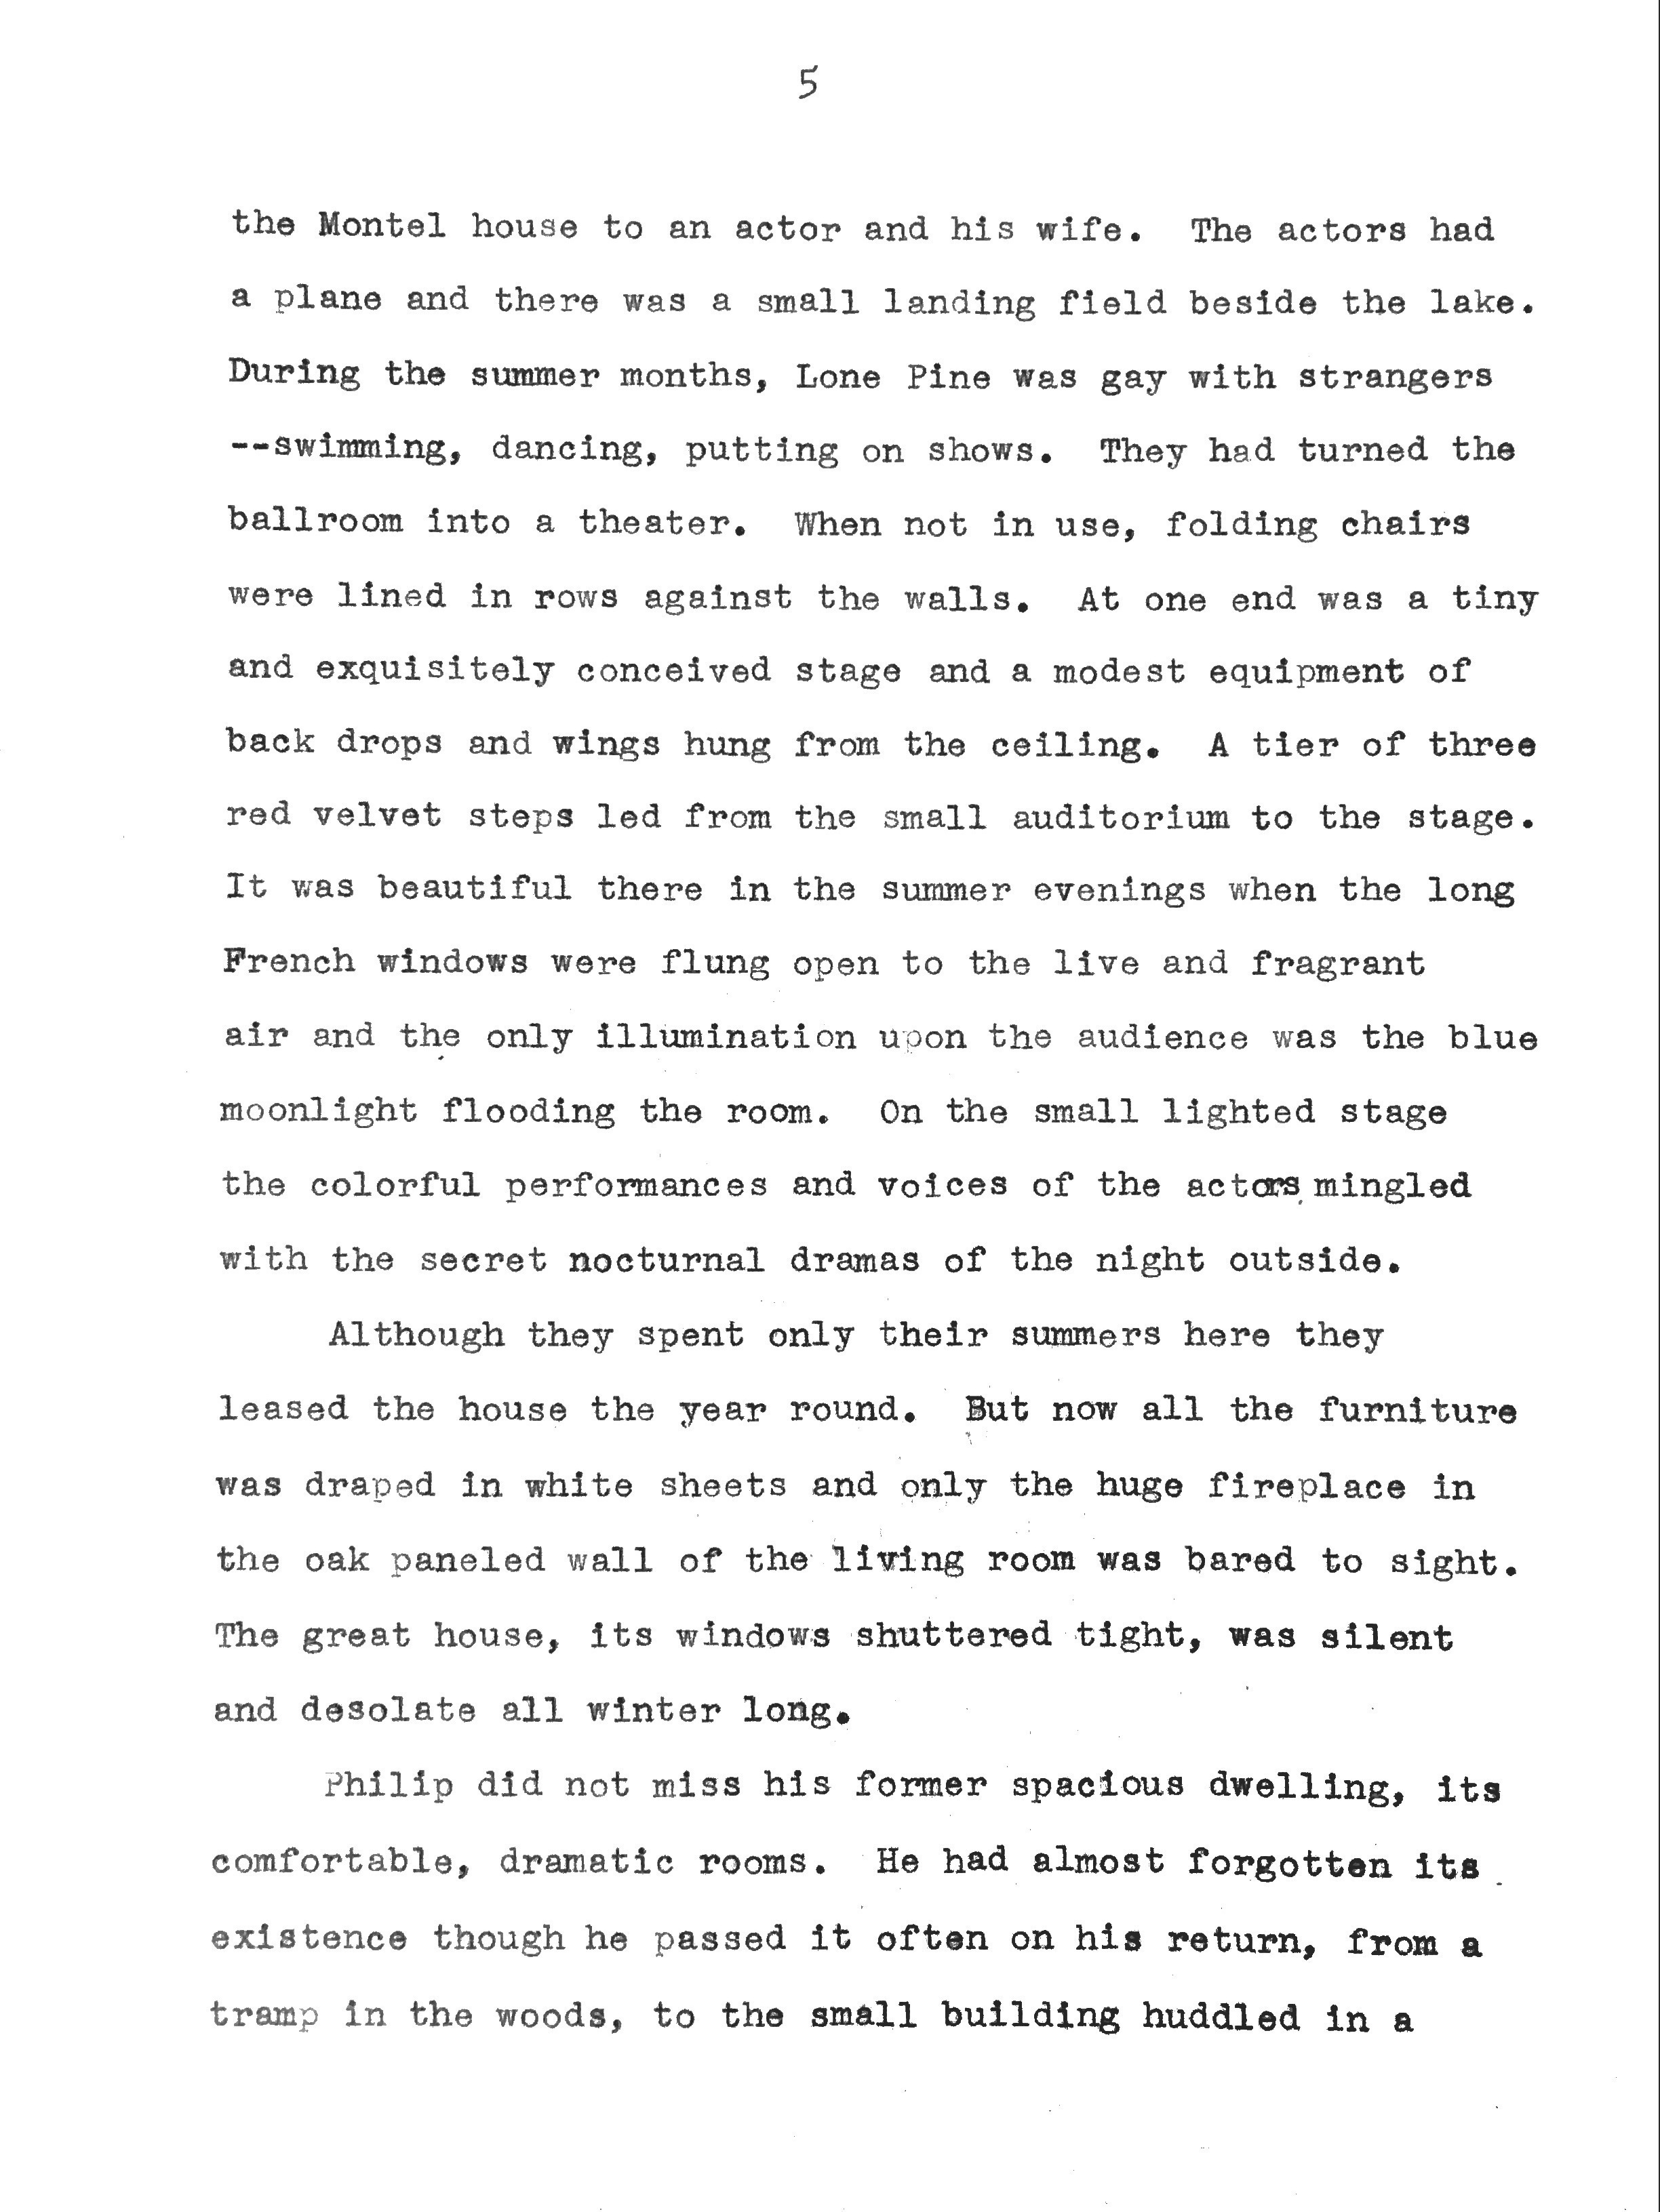 5
the Montel house to an actor and his wife.  The actors had
a plane and there was a small landing field beside the lake.
During the summer months, Lone Pine was gay with strangers
--swimming, dancing, putting on shows.  They had turned the
ballroom into a theater.  When not in use, folding chairs
were lined in rows against the walls.  At one end was a tiny
and exquisitely conceived stage and a modest equipment of
back drops and wings hung from the ceiling.  A tier of three
red velvet steps led from the small auditorium to the stage.
It was beautiful there in the summer evenings when the long
French windows were flung open to the live and fragrant
air and the only illumination upon the audience was the blue
moonlight flooding the room.  On the small lighted stage
the colorful performances and voices of the actors mingled
with the secret nocturnal dramas of the night outside.
Although they spent only their summers here they
leased the house the year round.  But now all the furniture
was draped in white sheets and only the huge fireplace in
the oak paneled wall of the living room was bared to sight.
The great house, its windows shuttered tight, was silent
and desolate all winter long.
Philip did not miss his former spacious dwelling, its
comfortable, dramatic rooms.  He had almost forgotten its
existence though he passed it often on his return, from a
tramp in the woods, to the small building huddled in a